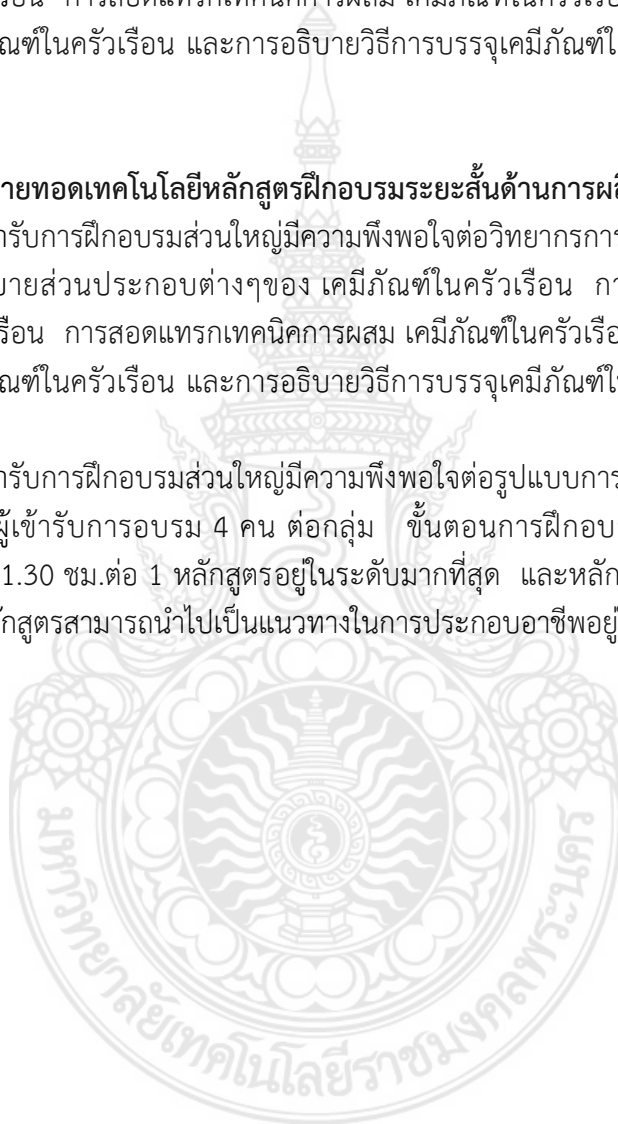 รือน การสอดแทรกเทคนิคการผสม เคมีภัณฑ์ในครัวเรือ
ณฑ์ในครัวเรือน และการอธิบายวิธีการบรรจุเคมีภัณฑ์ใ
ายทอดเทคโนโลยีหลักสูตรฝึกอบรมระยะสั้นด้านการผลิ
ารับการฝึกอบรมส่วนใหญ่มีความพึงพอใจต่อวิทยากรการ
บายส่วนประกอบต่างๆของ เคมีภัณฑ์ในครัวเรือน กา
รือน การสอดแทรกเทคนิคการผสม เคมีภัณฑ์ในครัวเรือ
ณฑ์ในครัวเรือน และการอธิบายวิธีการบรรจุเคมีภัณฑ์ใ
ารับการฝึกอบรมส่วนใหญ่มีความพึงพอใจต่อรูปแบบการ
ผู้เข้ารับการอบรม 4 คน ต่อกลุ่ม ขั้นตอนการฝึกอบ
1.30 ชม.ต่อ 1 หลักสูตรอยู่ในระดับมากที่สุด และหลัก
ักสูตรสามารถนำไปเป็นแนวทางในการประกอบอาชีพอยู่
มหาวิทยาลัยเทคโนโลยีราชมงคลพระนคร